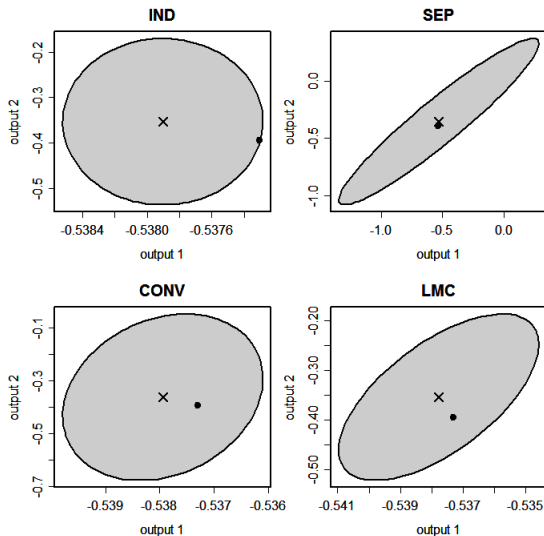 IND
SEP
output 2
-0.5
-0.4
-0.3
-0.2
-0.5384
-0.5380
-0.5376
output 1
output 2
-1.0
-0.5
0.0
-1.0
-0.5
0.0
output 1
CONV
LMC
output 2
-0.7
-0.5
-0.3
-0.1
-0.539
-0.538
-0.537
-0.536
output 1
output 2
-0.50
-0.40
-0.30
-0.20
-0.541
-0.539
-0.537
-0.535
output 1